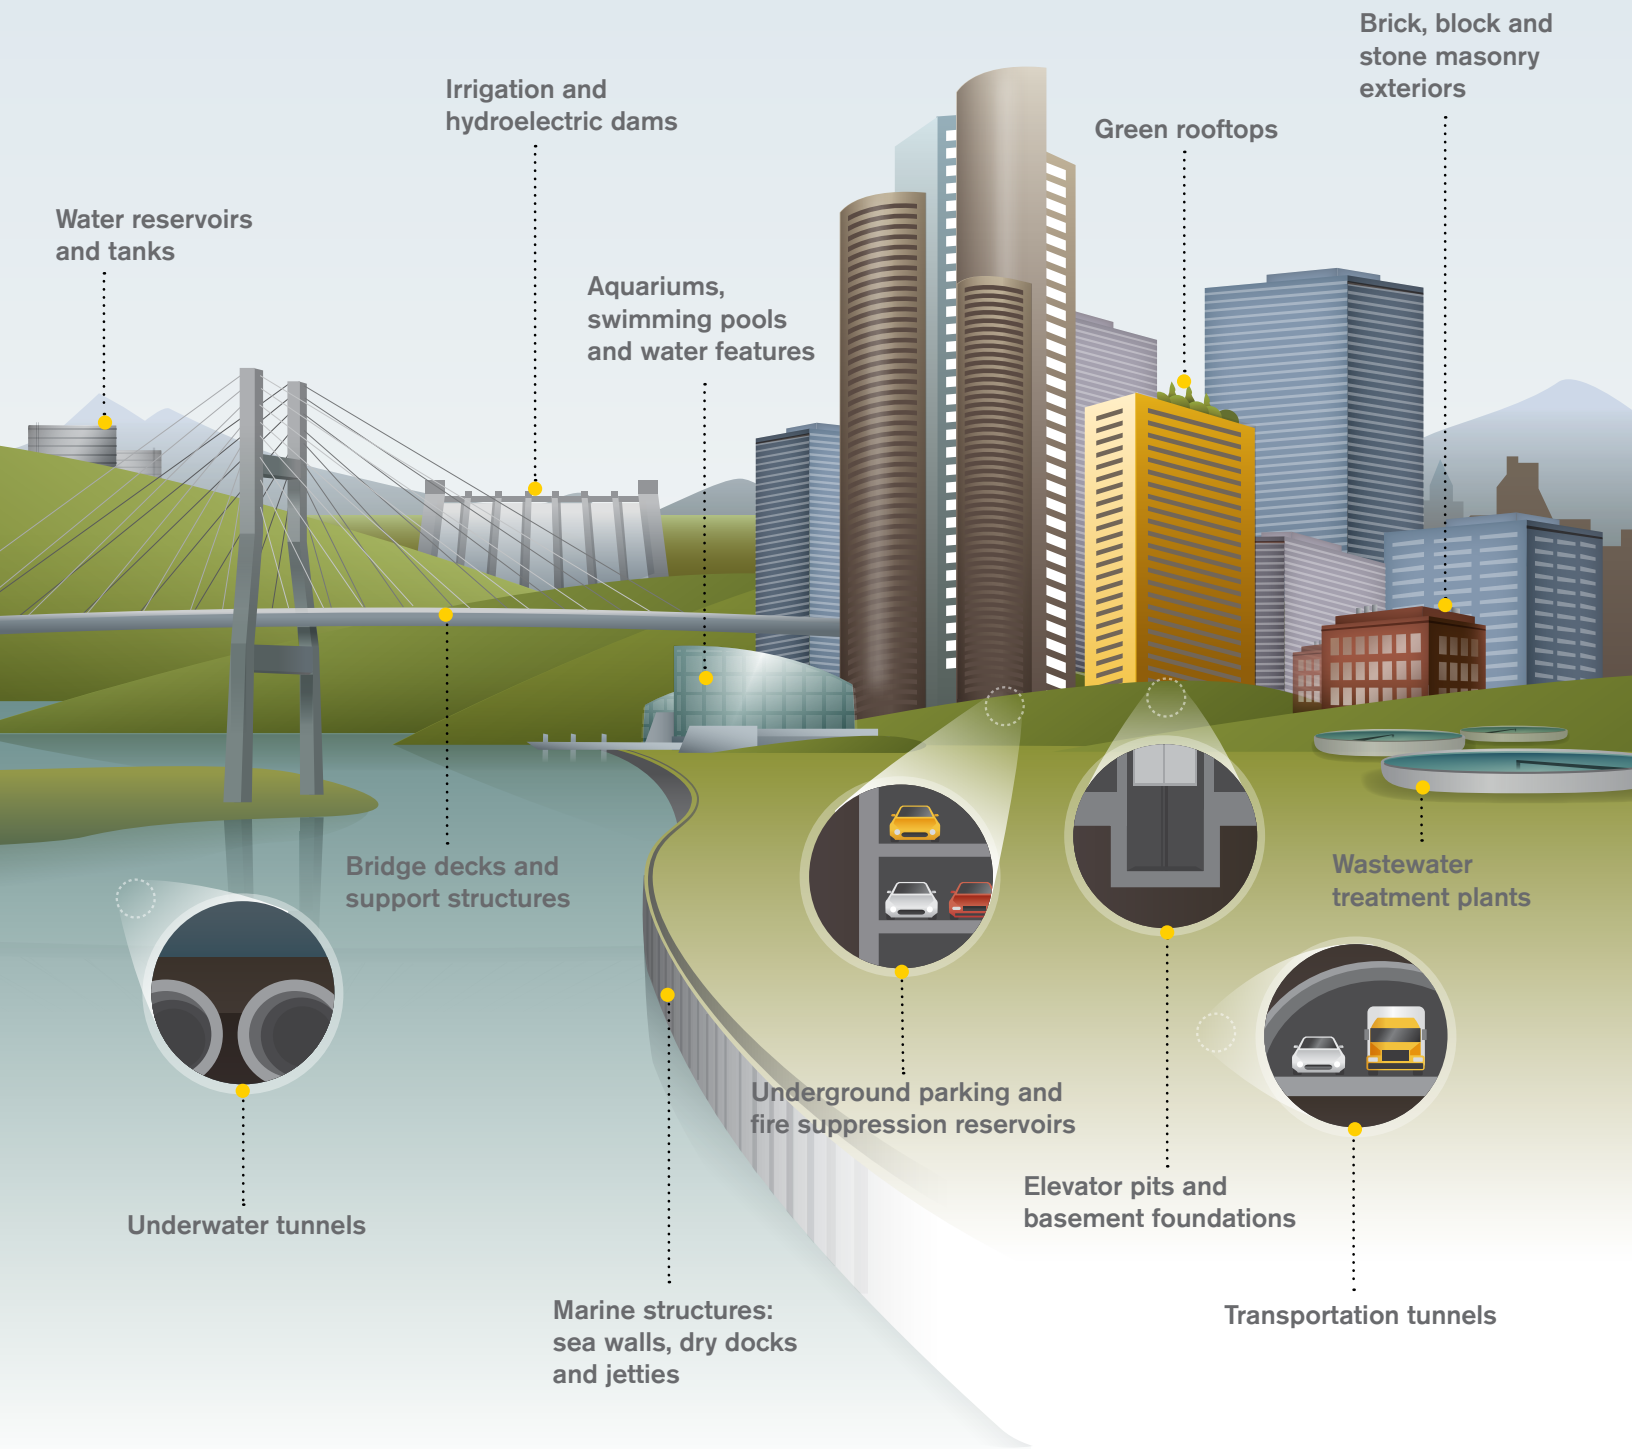 Brick, block and
stone masonry
exteriors
Irrigation and
hydroelectric dams
Green rooftops
Water reservoirs
and tanks
Aquariums,
swimming pools
and water features
Bridge decks and
support structures
Wastewater
treatment plants
Underground parking and
fire suppression reservoirs
Elevator pits and
basement foundations
Underwater tunnels
Marine structures:
sea walls, dry docks
and jetties
Transportation tunnels